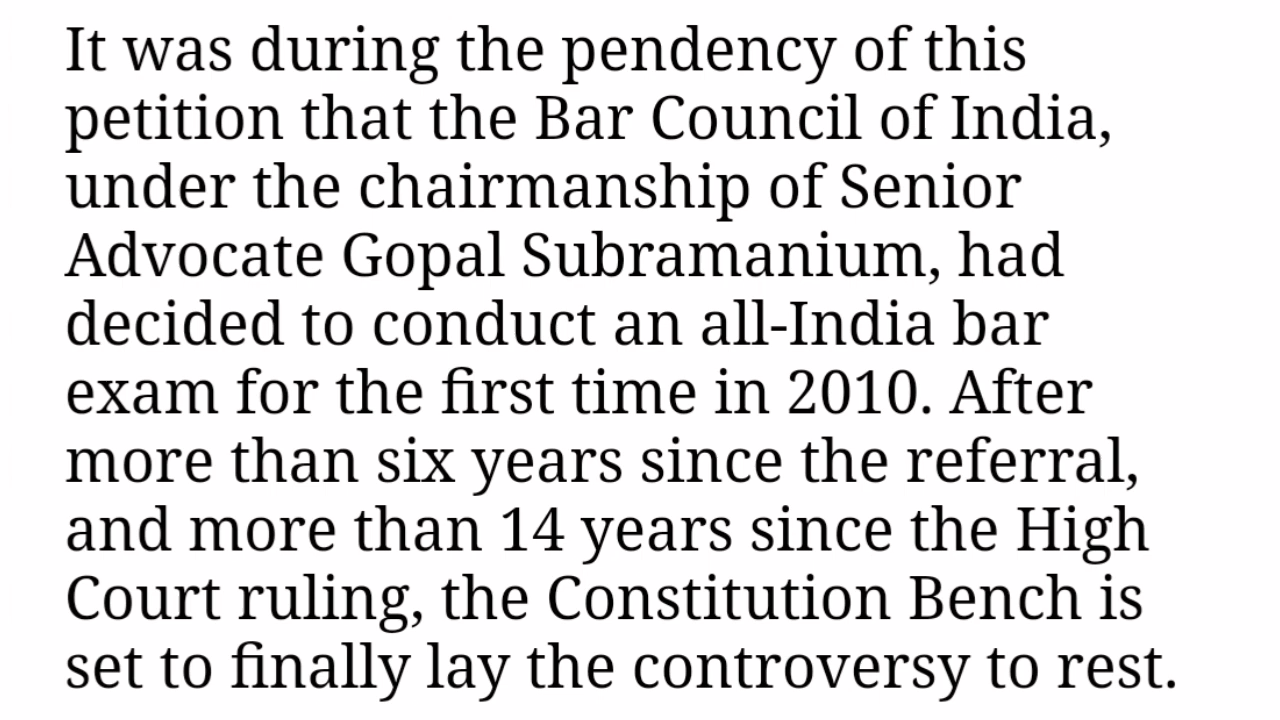 It was during the pendency of this
petition that the Bar Council of India,
under the chairmanship of Senior
Advocate Gopal Subramanium, had
decided to conduct an all-India bar
exam for the first time in 2010. After
more than six years since the referral,
and more than 14 years since the High
Court ruling, the Constitution Bench is
set to finally lay the controversy to rest.